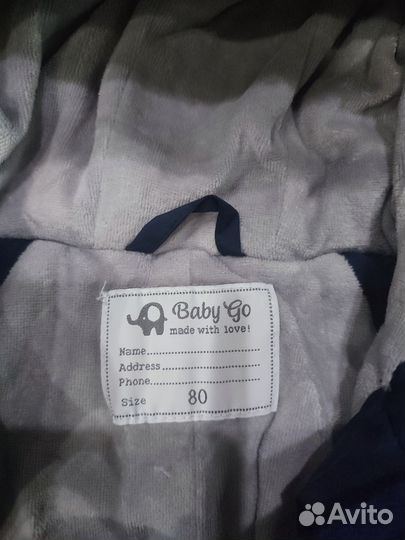 Baby Go
made with love!
Name....................
Address................
Phone...................
Size 80
Avito